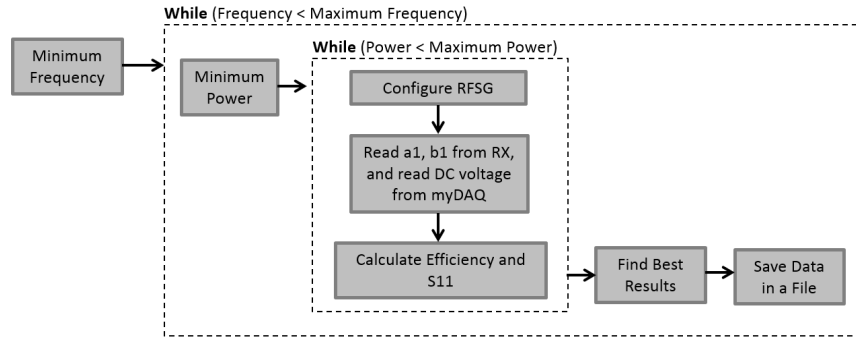 While (Frequency < Maximum Frequency)
Minimum
Frequency
While (Power < Maximum Power)
Minimum
Power
Configure RFSG
Read a1, b1 from RX,
and read DC voltage
from myDAQ
Calculate Efficiency and
S11
Find Best
Results
Save Data
in a File